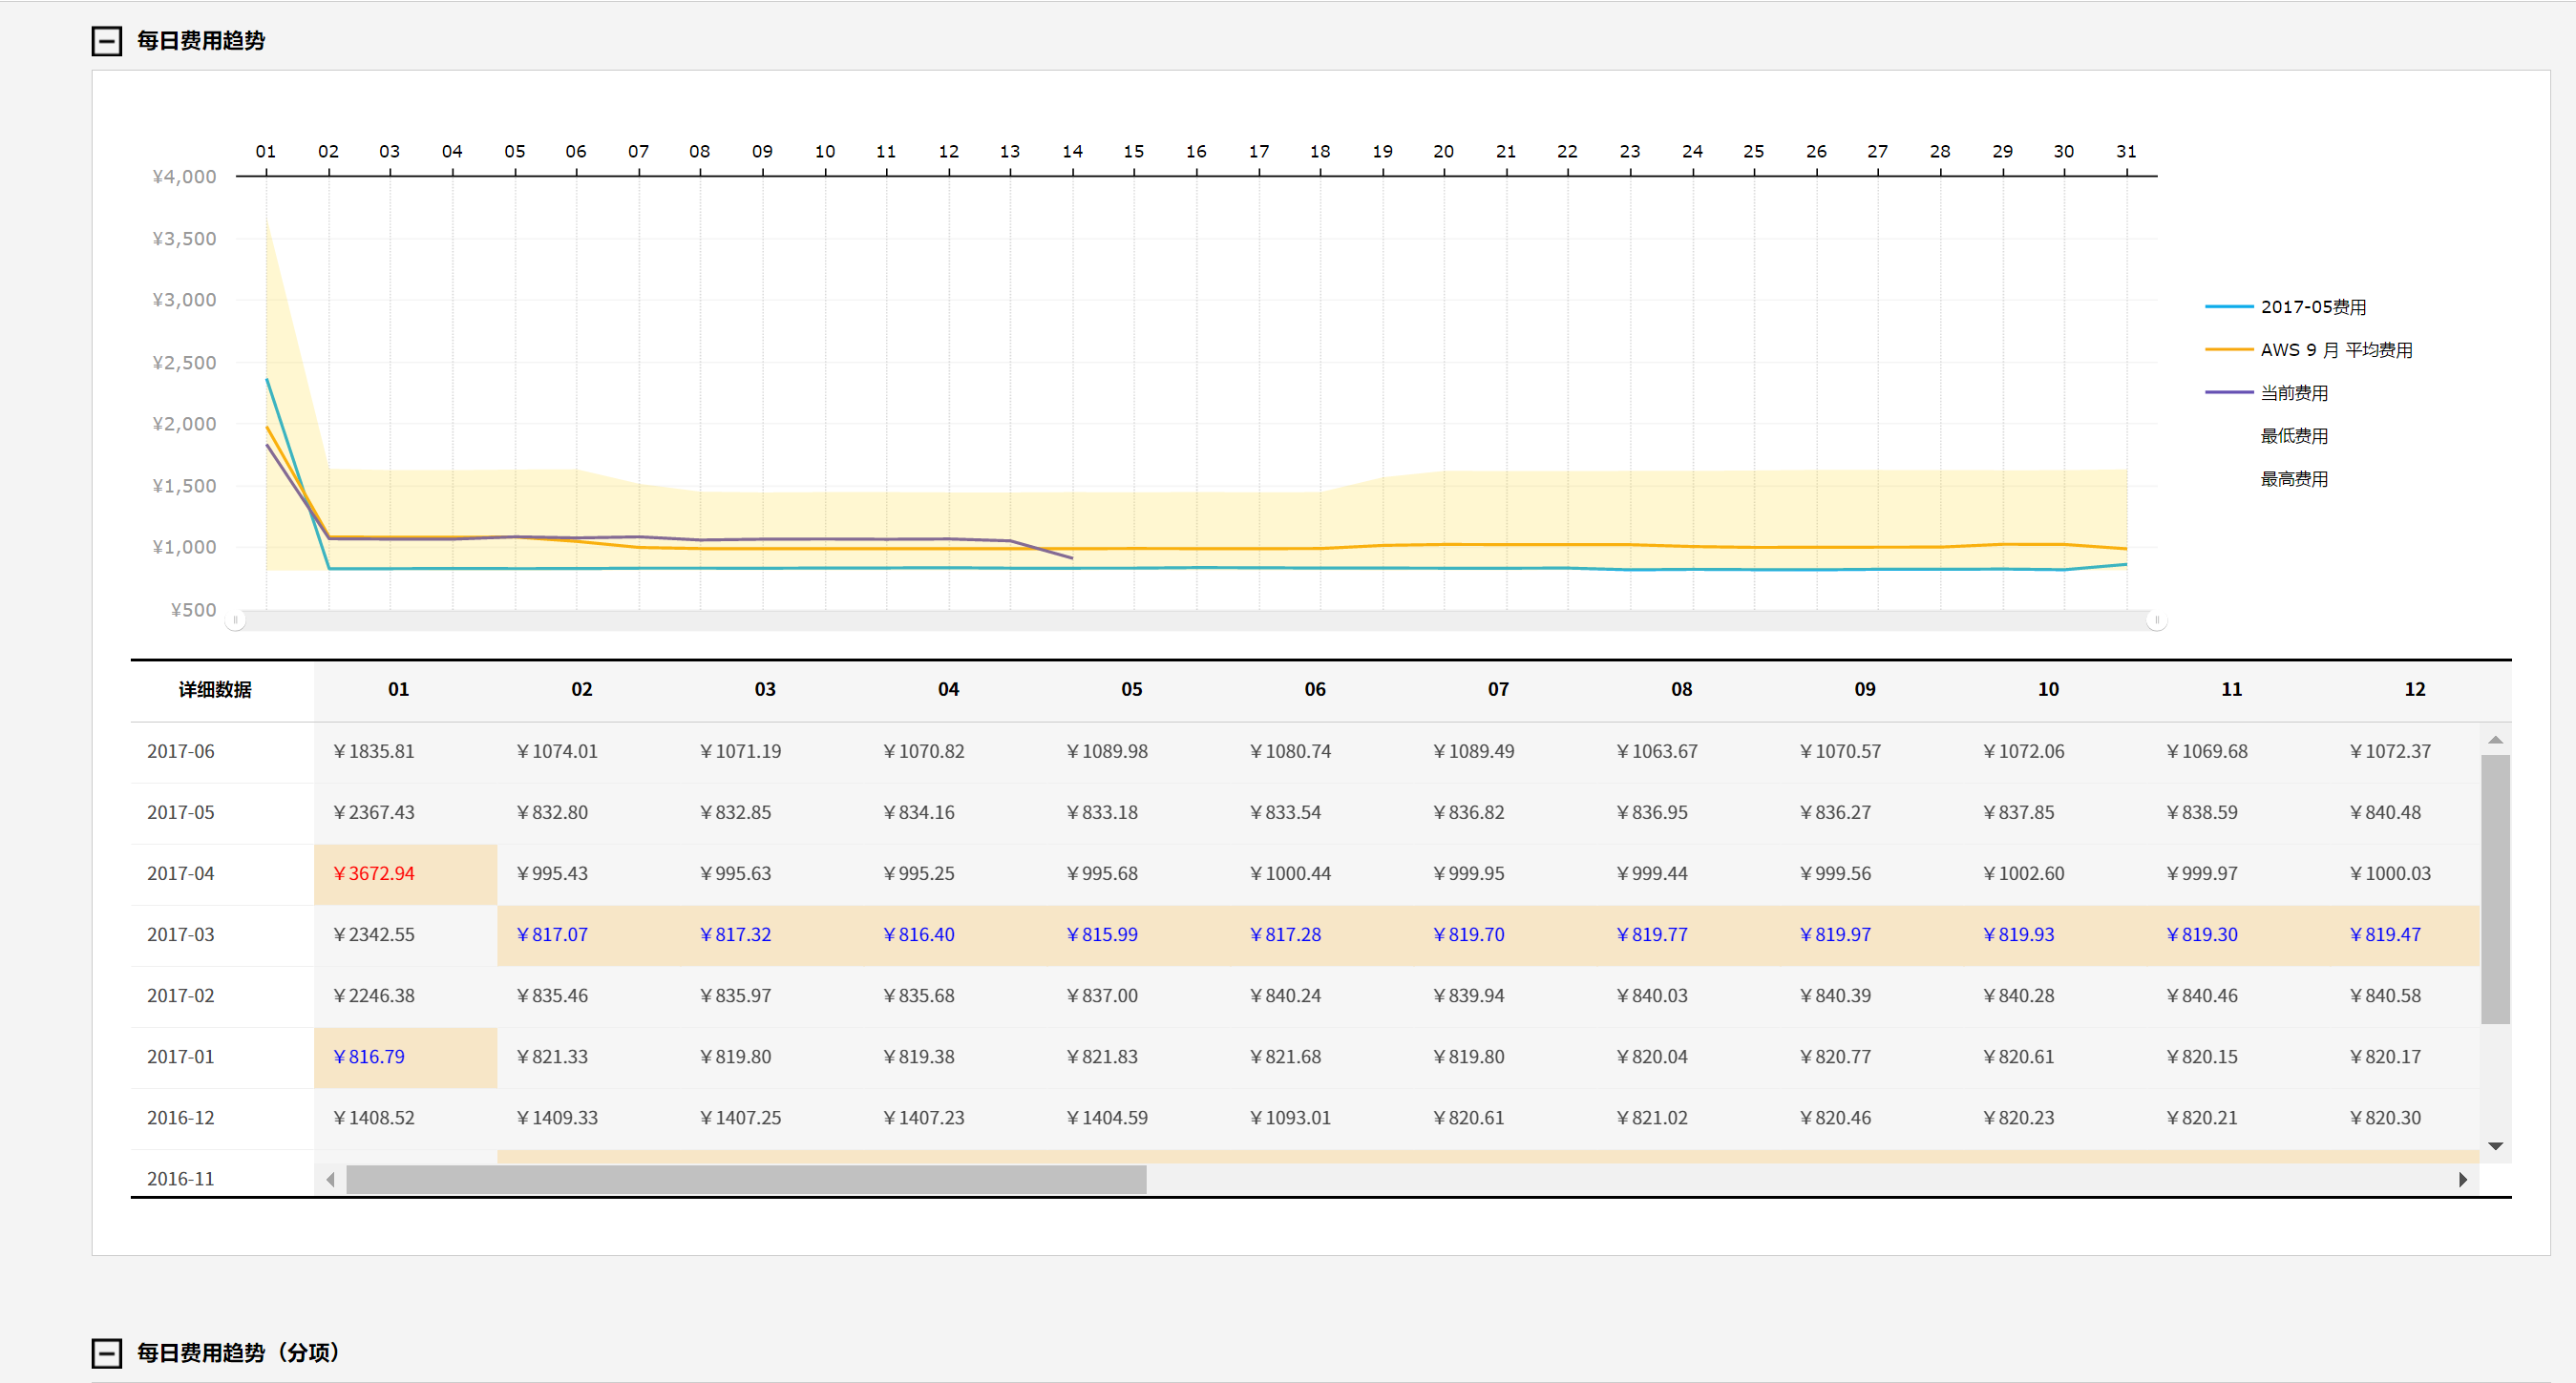 每日费用趋势
01 02 03 04 05 06 07 08 09 10 11 12 13 14 15 16 17 18 19 20 21 22 23 24 25 26 27 28 29 30 31
¥4,000
¥3,500
¥3,000
¥2,500
¥2,000
¥1,500
¥1,000
¥500
2017-05费用
AWS 9 月 平均费用
当前费用
最低费用
最高费用
详细数据 01 02 03 04 05 06 07 08 09 10 11 12
2017-06 ¥1835.81 ¥1074.01 ¥1071.19 ¥1070.82 ¥1089.98 ¥1080.74 ¥1089.49 ¥1063.67 ¥1070.57 ¥1072.06 ¥1069.68 ¥1072.37
2017-05 ¥2367.43 ¥832.80 ¥832.85 ¥834.16 ¥833.18 ¥833.54 ¥836.82 ¥836.95 ¥836.27 ¥837.85 ¥838.59 ¥840.48
2017-04 ¥3672.94 ¥995.43 ¥995.63 ¥995.25 ¥995.68 ¥1000.44 ¥999.95 ¥999.44 ¥999.56 ¥1002.60 ¥999.97 ¥1000.03
2017-03 ¥2342.55 ¥817.07 ¥817.32 ¥816.40 ¥815.99 ¥817.28 ¥819.70 ¥819.77 ¥819.97 ¥819.93 ¥819.30 ¥819.47
2017-02 ¥2246.38 ¥835.46 ¥835.97 ¥835.68 ¥837.00 ¥840.24 ¥839.94 ¥840.03 ¥840.39 ¥840.28 ¥840.46 ¥840.58
2017-01 ¥816.79 ¥821.33 ¥819.80 ¥819.38 ¥821.83 ¥821.68 ¥819.80 ¥820.04 ¥820.77 ¥820.61 ¥820.15 ¥820.17
2016-12 ¥1408.52 ¥1409.33 ¥1407.25 ¥1407.23 ¥1404.59 ¥1093.01 ¥820.61 ¥821.02 ¥820.46 ¥820.23 ¥820.21 ¥820.30
2016-11
每日费用趋势（分项）